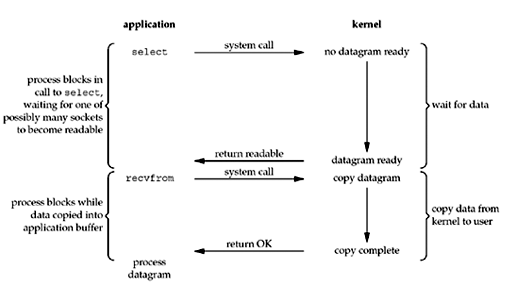 application
kernel
select
system call
no datagram ready
process blocks in
call to select,
waiting for one of
possibly many sockets
to become readable
wait for data
return readable
datagram ready
recvfrom
system call
copy datagram
process blocks while
data copied into
application buffer
copy data from
kernel to user
return OK
copy complete
process
datagram